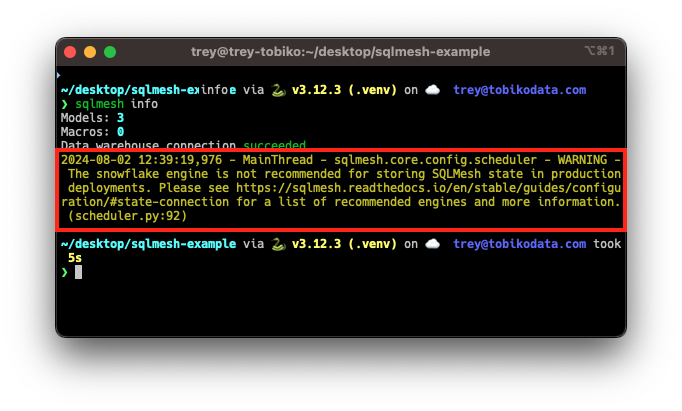 trey@trey-tobiko:~/desktop/sqlmesh-example
⌥⌘1
~/desktop/sqlmesh-exinfoe via 🐍 v3.12.3 (.venv) on ☁️ trey@tobikodata.com
❯ sqlmesh info
Models: 3
Macros: 0
Data warehouse connection succeeded
2024-08-02 12:39:19,976 - MainThread - sqlmesh.core.config.scheduler - WARNING -
The snowflake engine is not recommended for storing SQLMesh state in production
deployments. Please see https://sqlmesh.readthedocs.io/en/stable/guides/configu
ration/#state-connection for a list of recommended engines and more information.
(scheduler.py:92)
~/desktop/sqlmesh-example via 🐍 v3.12.3 (.venv) on ☁️ trey@tobikodata.com took
5s
❯